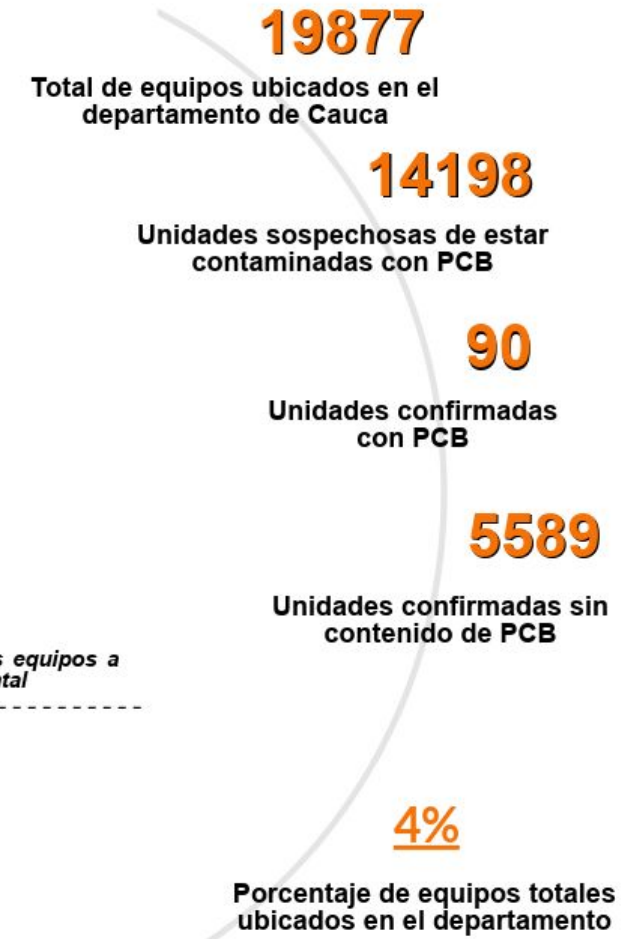 19877
Total de equipos ubicados en el
departamento de Cauca
14198
Unidades sospechosas de estar
contaminadas con PCB
90
Unidades confirmadas
con PCB
5589
Unidades confirmadas sin
contenido de PCB
equipos a
4%
Porcentaje de equipos totales
ubicados en el departamento